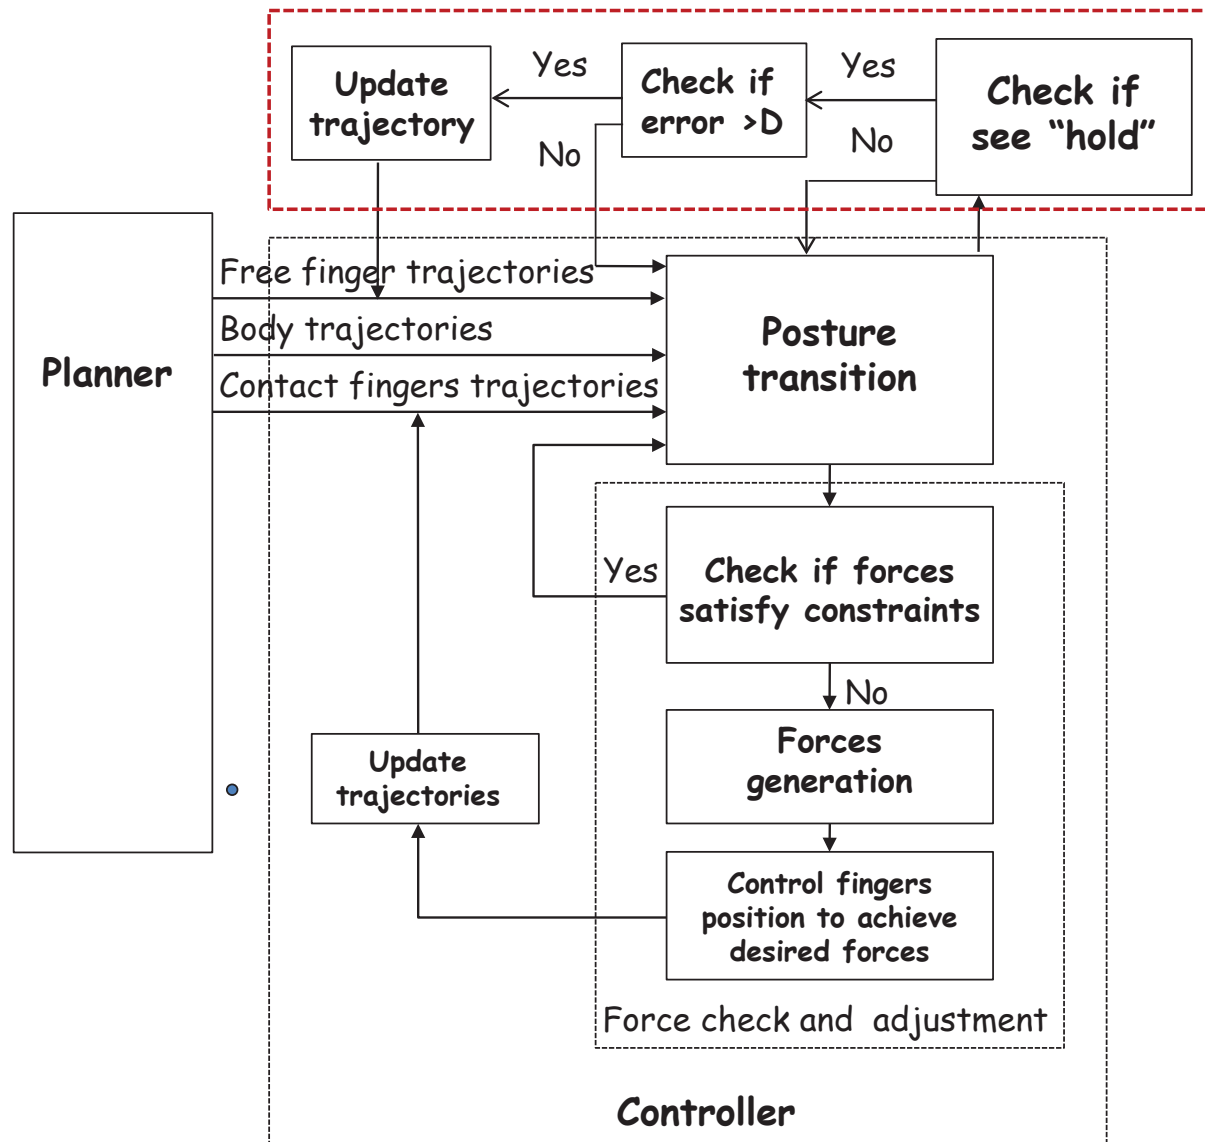 Update
trajectory
Yes
No
Check if
error >D
Yes
No
Check if
see “hold”
Planner
Free finger trajectories
Body trajectories
Contact fingers trajectories
Posture
transition
Yes
Check if forces
satisfy constraints
No
Forces
generation
Update
trajectories
Control fingers
position to achieve
desired forces
Force check and adjustment
Controller